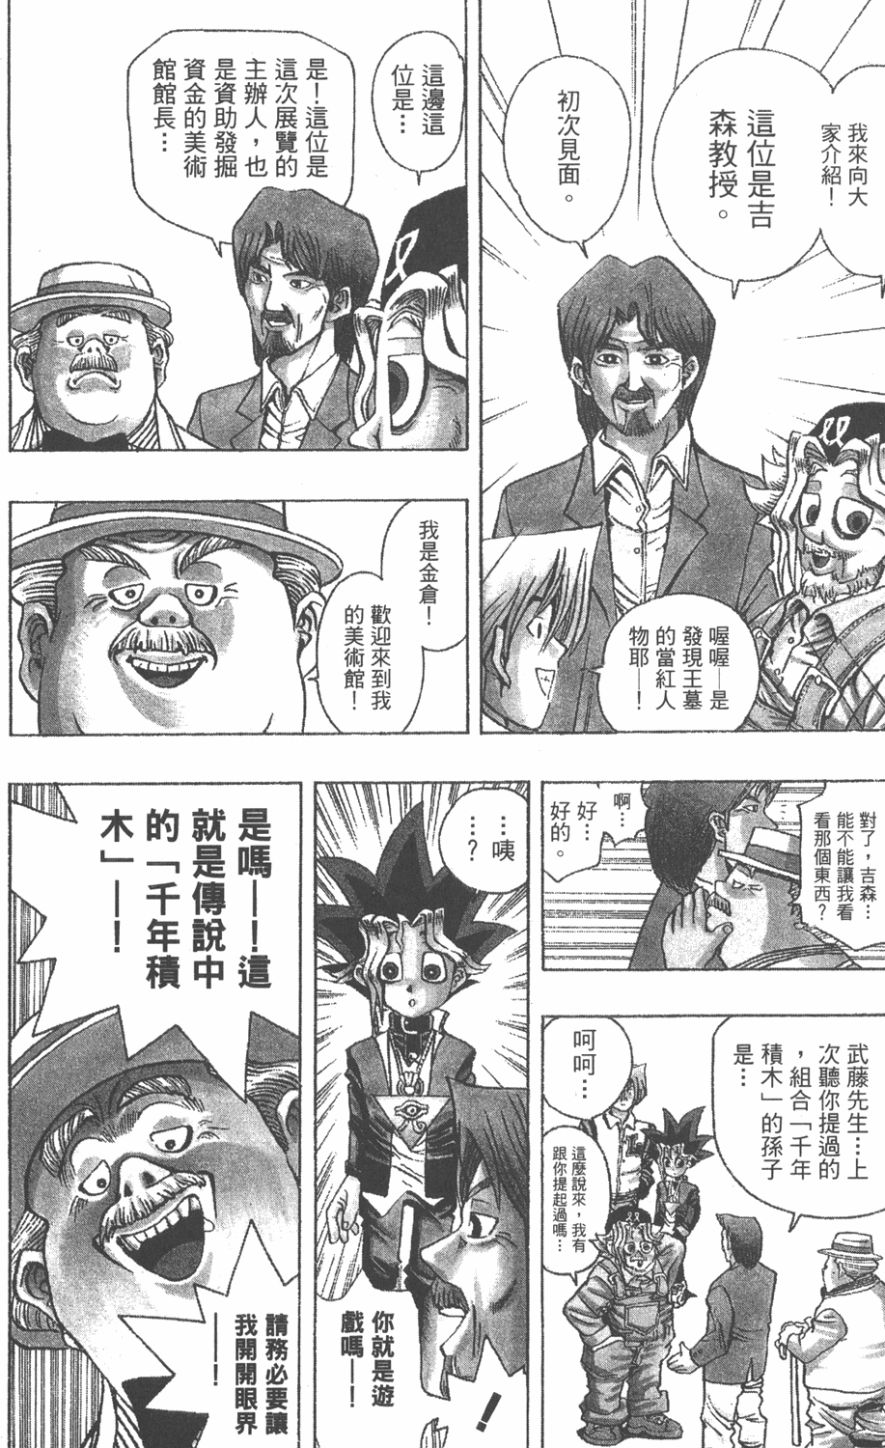 我來向大
家介紹！
這位是吉
森教授。
初次見面。
喔喔—是
發現王墓
的當紅人
物耶—！
這邊這
位是…
是！這位是
這次展覽的
主辦人，也
是資助發掘
資金的美術
館館長…
我是金倉！
歡迎來到我
的美術館！
對了，吉森…
能不能讓我看
看那個東西？
啊…
好…
好的。
武藤先生…上
次聽你提過的
，組合「千年
積木」的孫子
是…
呵呵…
這麼說來，我有
跟你提起過嗎…
…咦
…？
！
你就是遊
戲嗎—！
是嗎——！這
就是傳說中
的「千年積
木」——！
請務必要讓
我開開眼界
——！